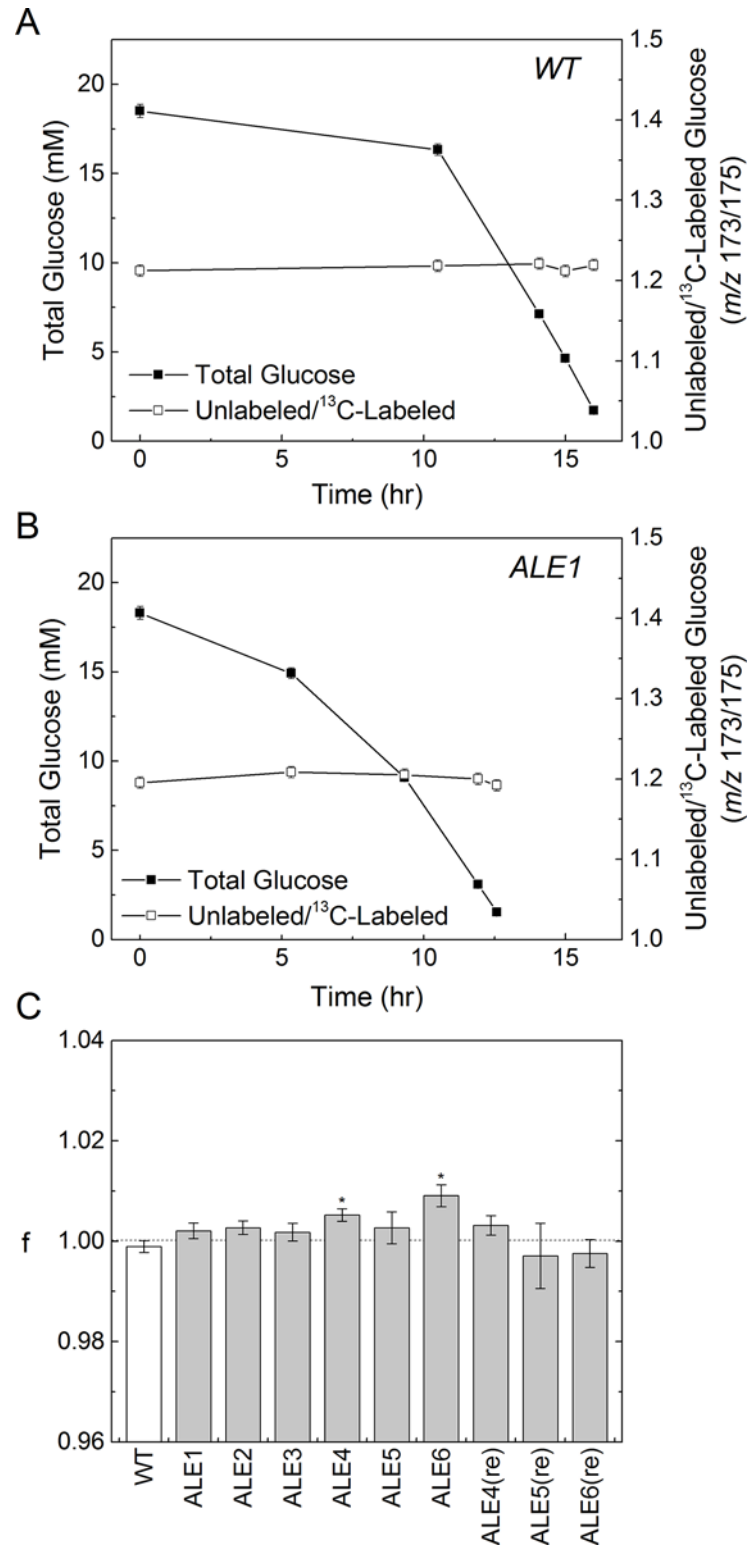 A
WT
Total Glucose (mM)
20
15
10
5
0
1.5
1.4
1.3
1.2
1.1
1.0
Unlabeled/¹³C-Labeled Glucose
(m/z 173/175)
Total Glucose
Unlabeled/¹³C-Labeled
0 5 10 15
Time (hr)
B
ALE1
Total Glucose (mM)
20
15
10
5
0
1.5
1.4
1.3
1.2
1.1
1.0
Unlabeled/¹³C-Labeled Glucose
(m/z 173/175)
Total Glucose
Unlabeled/¹³C-Labeled
0 5 10 15
Time (hr)
C
f
1.04
1.02
1.00
0.98
0.96
*
*
WT
ALE1
ALE2
ALE3
ALE4
ALE5
ALE6
ALE4(re)
ALE5(re)
ALE6(re)